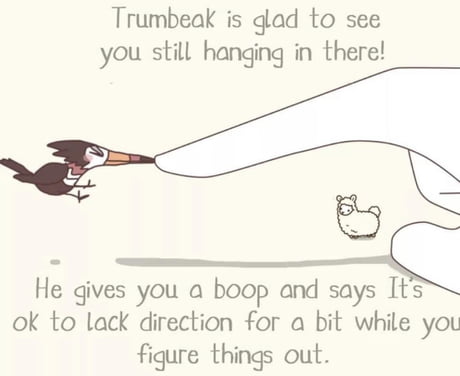 Trumbeak is glad to see
you still hanging in there!
He gives you a boop and says It's
ok to lack direction for a bit while you
figure things out.